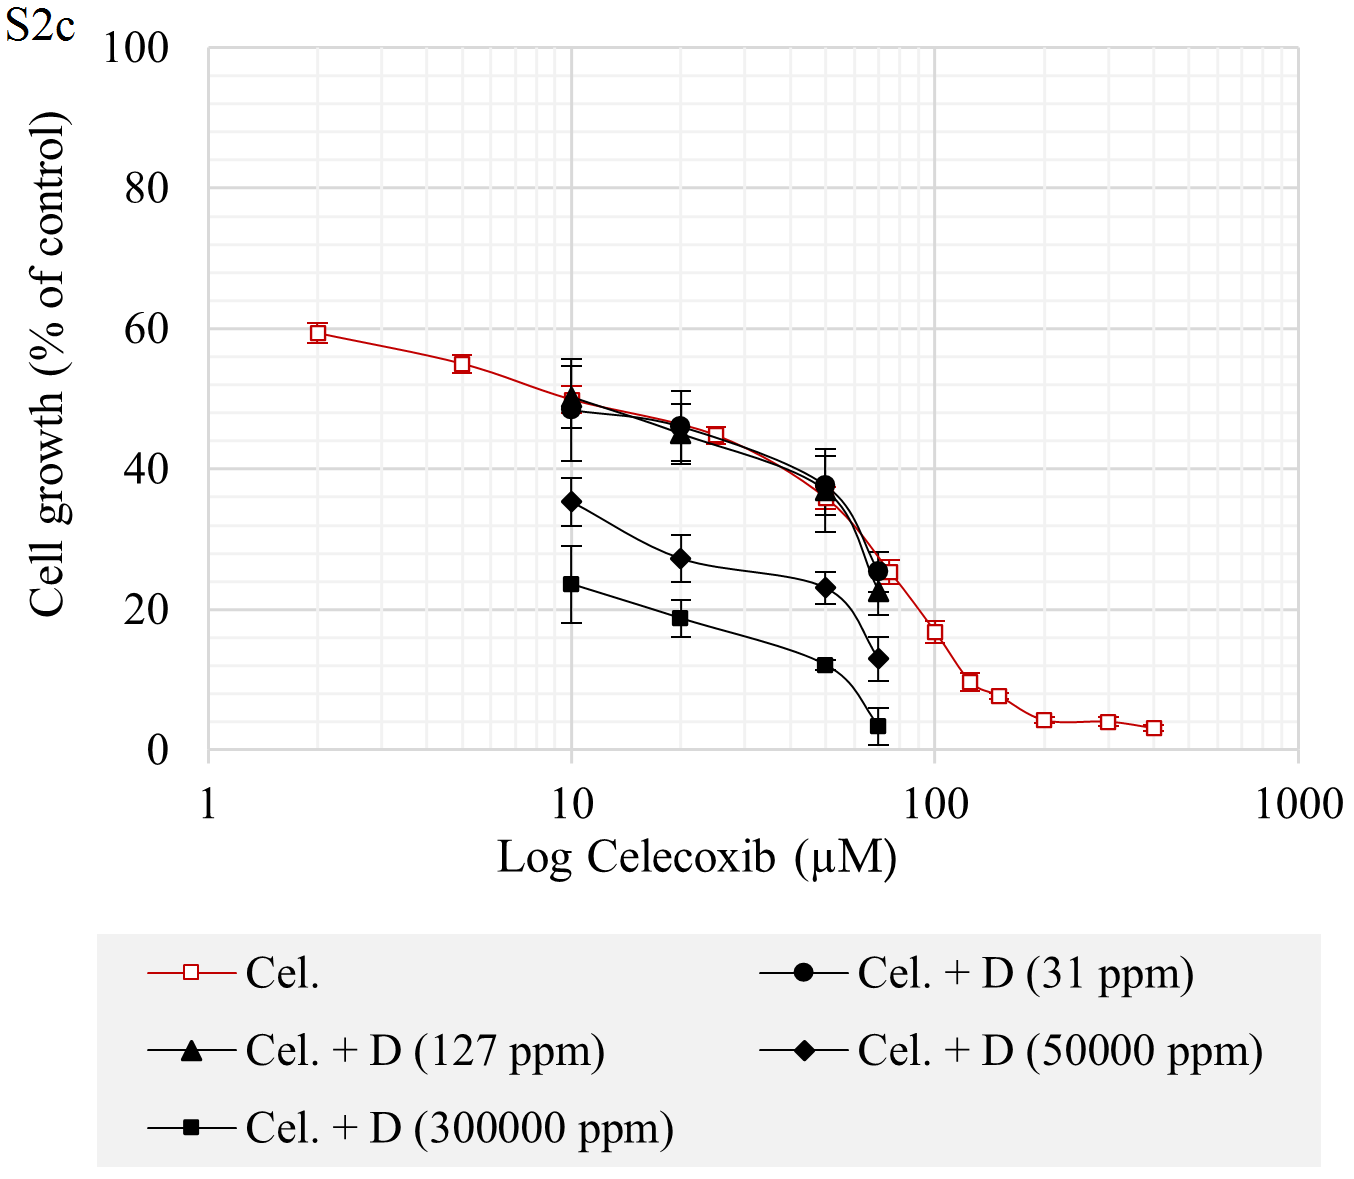 S2c
100
80
60
40
20
0
Cell growth (% of control)
1 10 100 1000
Log Celecoxib (µM)
Cel. Cel. + D (31 ppm)
Cel. + D (127 ppm) Cel. + D (50000 ppm)
Cel. + D (300000 ppm)